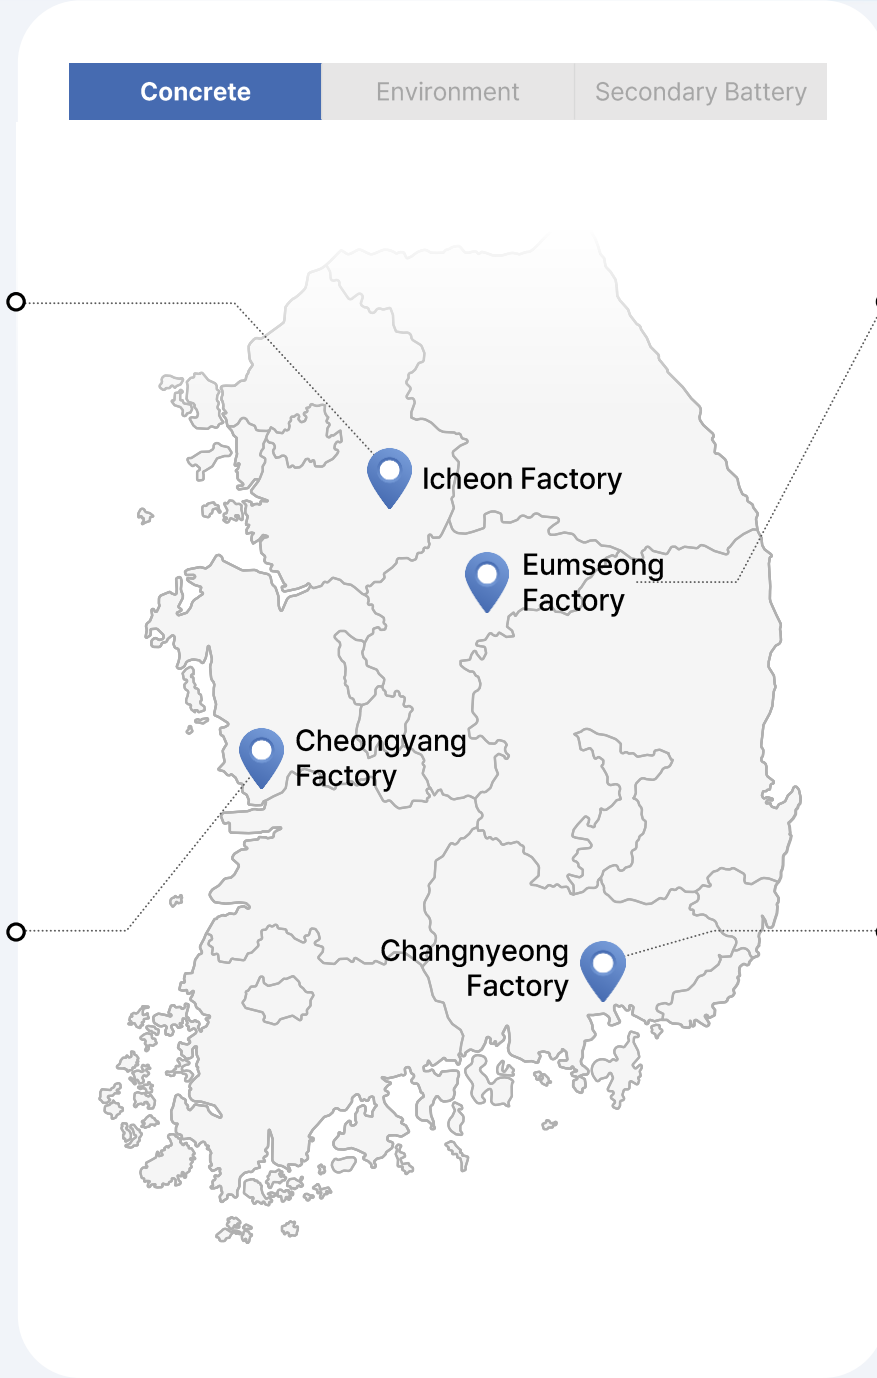 Concrete
Environment
Secondary Battery
Icheon Factory
Eumseong
Factory
Cheongyang
Factory
Changnyeong
Factory